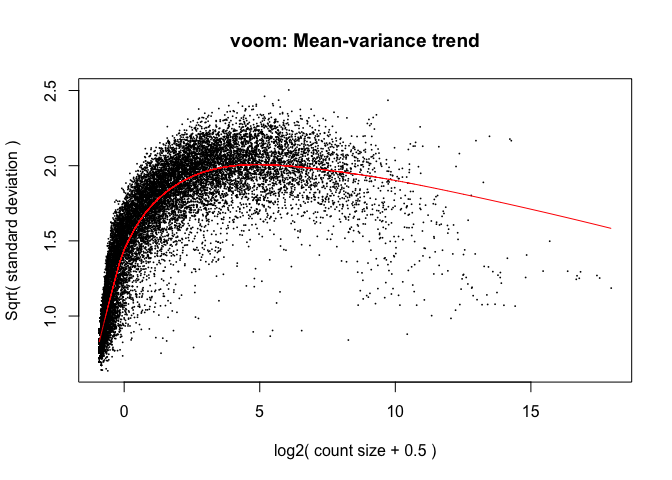 voom: Mean-variance trend
Sqrt( standard deviation )
2.5
2.0
1.5
1.0
0 5 10 15
log2( count size + 0.5 )